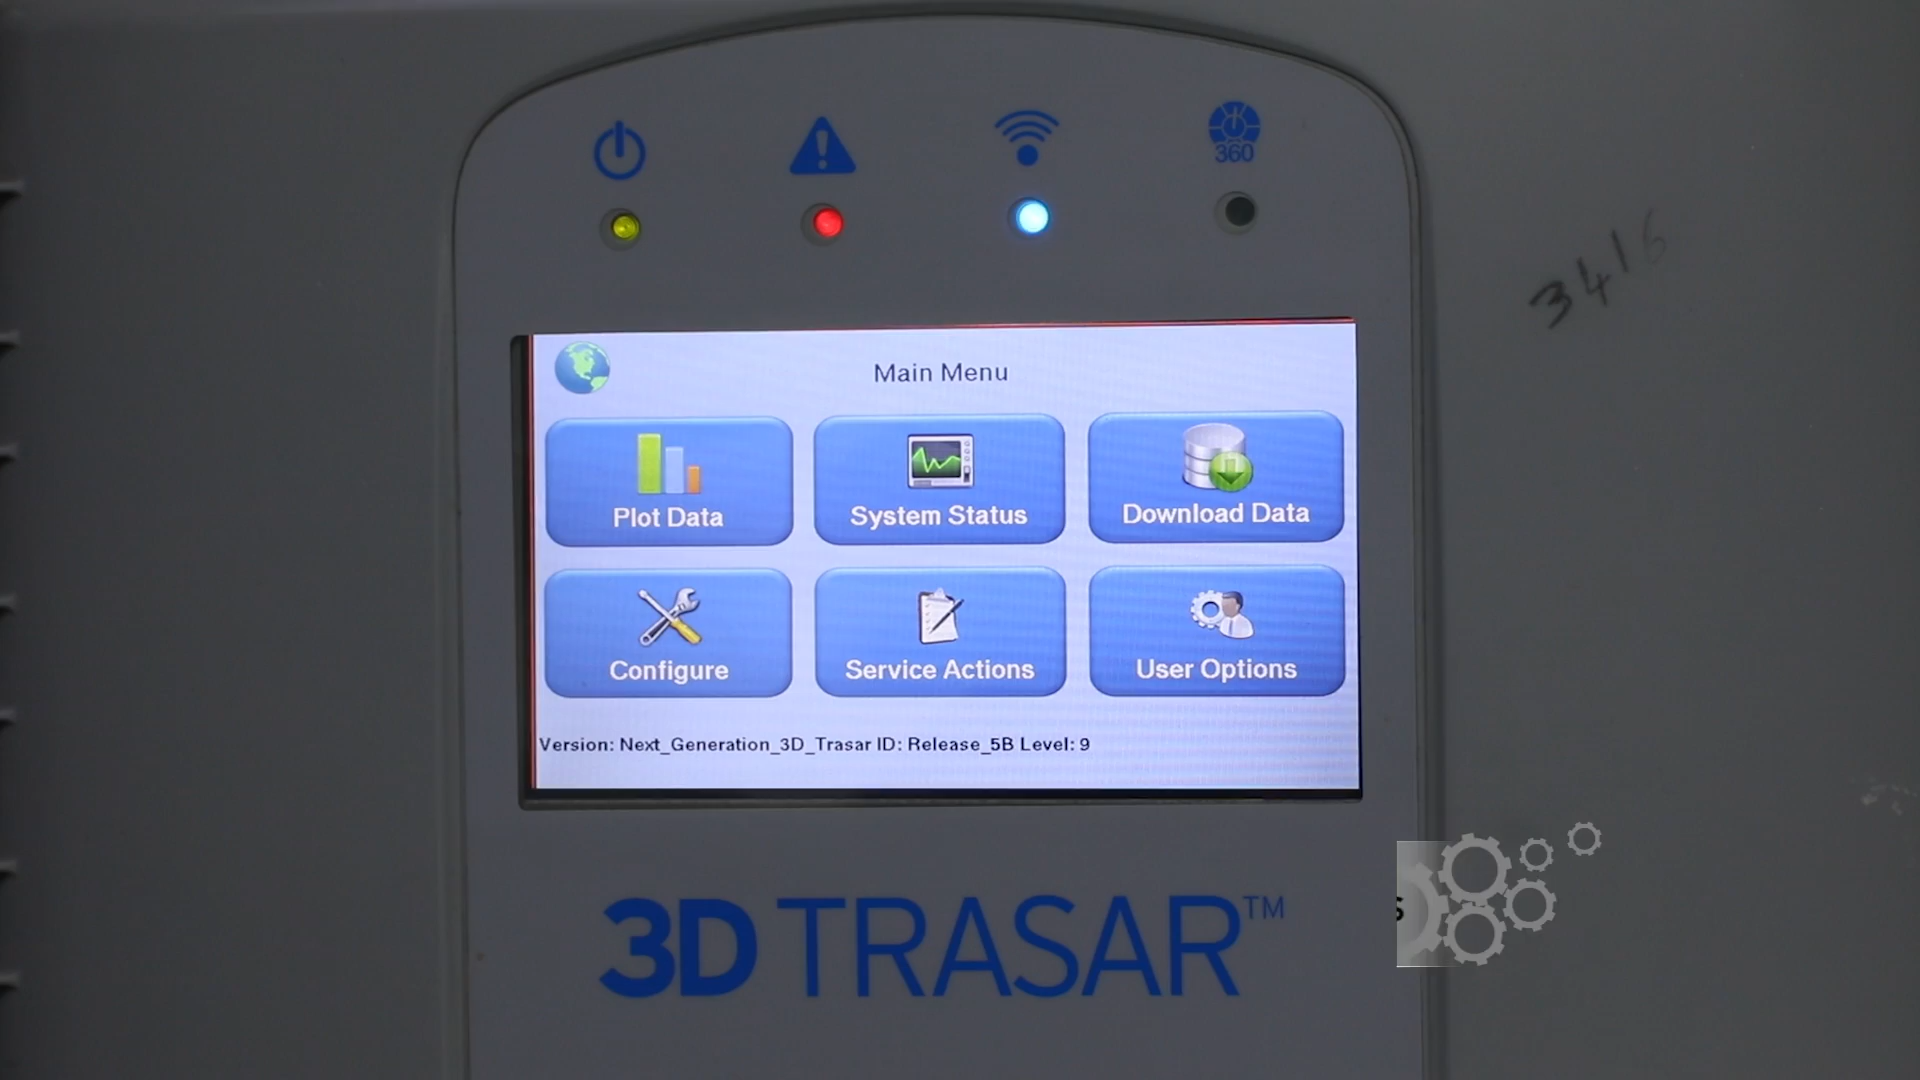 360
3416
Main Menu
Plot Data
System Status
Download Data
Configure
Service Actions
User Options
Version: Next_Generation_3D_Trasar ID: Release_5B Level: 9
3D TRASAR™
s